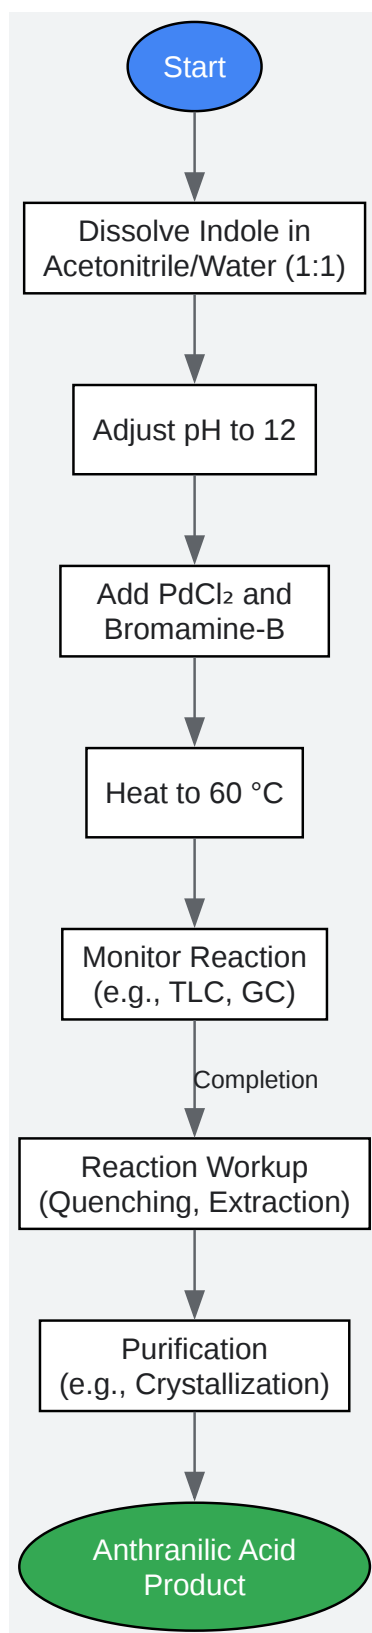 Start
Dissolve Indole in
Acetonitrile/Water (1:1)
Adjust pH to 12
Add PdCl₂ and
Bromamine-B
Heat to 60 °C
Monitor Reaction
(e.g., TLC, GC)
Completion
Reaction Workup
(Quenching, Extraction)
Purification
(e.g., Crystallization)
Anthranilic Acid
Product